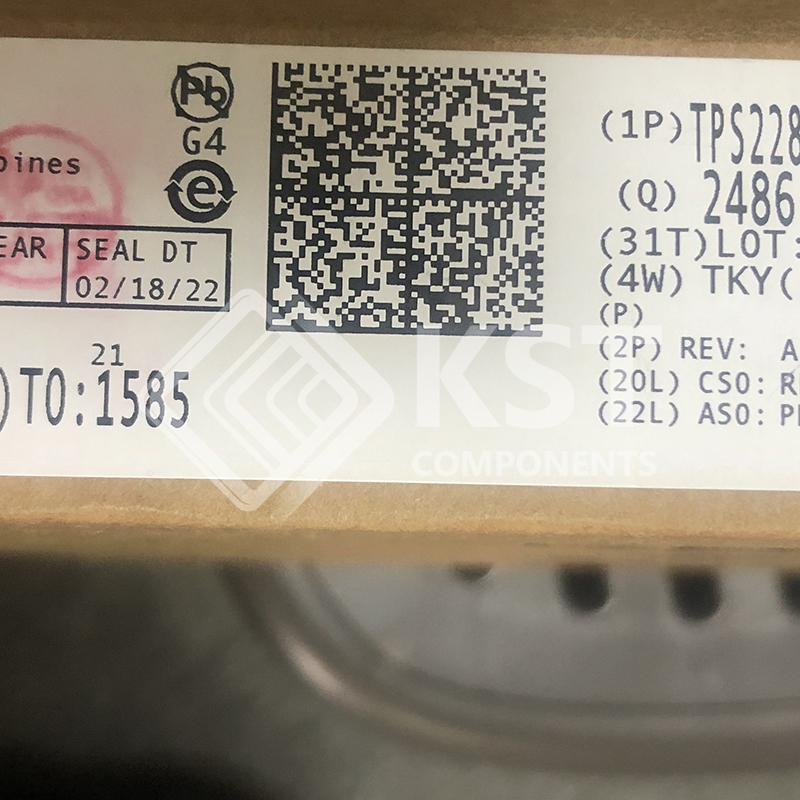 pines
EAR
SEAL DT
02/18/22
21
)TO:1585
Pb
G4
e
(1P)TPS228
(Q) 2486
(31T)LOT:
(4W) TKY(
(P)
(2P) REV: A
(20L) CSO:
(22L) ASO:
KST
COMPONENTS